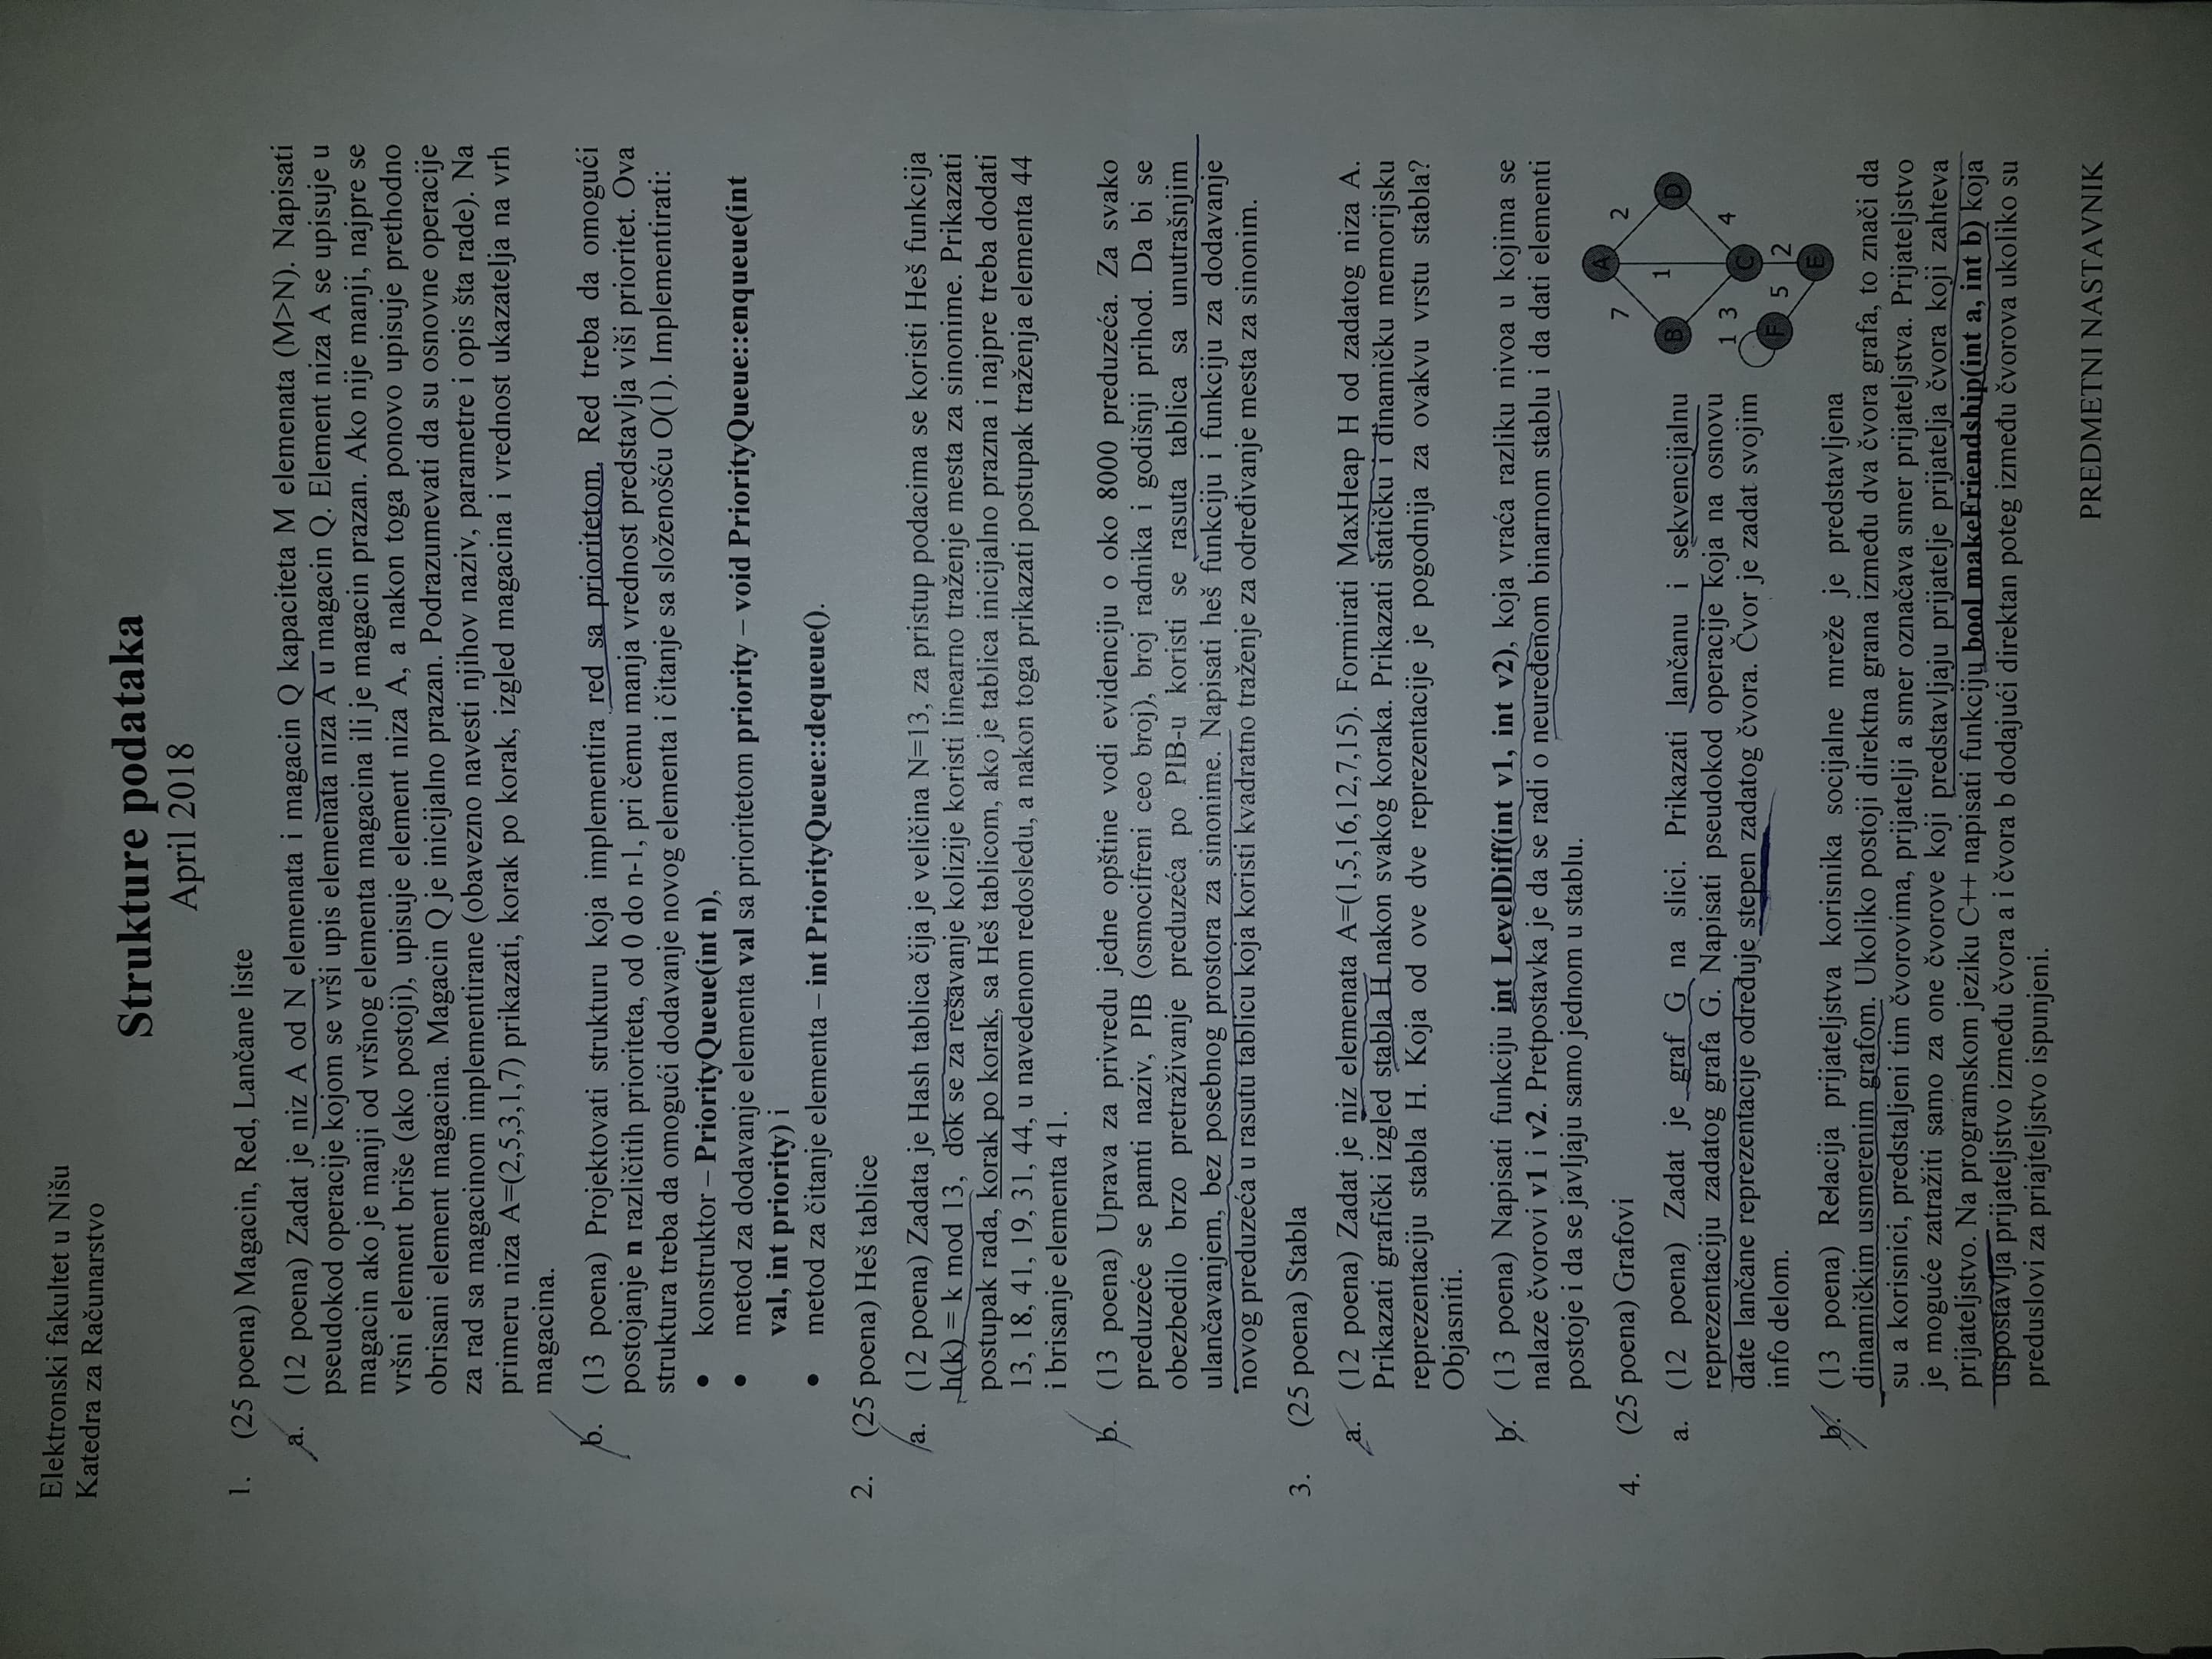 Elektronski fakultet u Nišu
Katedra za Računarstvo
Strukture podataka
April 2018
1. (25 poena) Magacin, Red, Lančane liste
a. (12 poena) Zadat je niz A od N elemenata i magacin Q kapaciteta M elemenata (M>N). Napisati
pseudokod operacije kojom se vrši upis elemenata niza A u magacin Q. Element niza A se upisuje u
magacin ako je manji od vršnog elementa magacina ili je magacin prazan. Ako nije manji, najpre se
vršni element briše (ako postoji), upisuje element niza A, a nakon toga ponovo upisuje prethodno
obrisani element magacina. Magacin Q je inicijalno prazan. Podrazumevati da su osnovne operacije
za rad sa magacinom implementirane (obavezno navesti njihov naziv, parametre i opis šta rade). Na
primeru niza A=(2,5,3,1,7) prikazati, korak po korak, izgled magacina i vrednost ukazatelja na vrh
magacina.
b. (13 poena) Projektovati strukturu koja implementira red sa prioritetom. Red treba da omogući
postojanje n različitih prioriteta, od 0 do n-1, pri čemu manja vrednost predstavlja viši prioritet. Ova
struktura treba da omogući dodavanje novog elementa i čitanje sa složenošću O(1). Implementirati:
• konstruktor – PriorityQueue(int n),
• metod za dodavanje elementa val sa prioritetom priority – void PriorityQueue::enqueue(int
val, int priority) i
• metod za čitanje elementa – int PriorityQueue::dequeue().
2. (25 poena) Heš tablice
a. (12 poena) Zadata je Hash tablica čija je veličina N=13, za pristup podacima se koristi Heš funkcija
h(k) = k mod 13, dok se za rešavanje kolizije koristi linearno traženje mesta za sinonime. Prikazati
postupak rada, korak po korak, sa Heš tablicom, ako je tablica inicijalno prazna i najpre treba dodati
13, 18, 41, 19, 31, 44, u navedenom redosledu, a nakon toga prikazati postupak traženja elementa 44
i brisanje elementa 41.
b. (13 poena) Uprava za privredu jedne opštine vodi evidenciju o oko 8000 preduzeća. Za svako
preduzeće se pamti naziv, PIB (osmocifreni ceo broj), broj radnika i godišnji prihod. Da bi se
obezbedilo brzo pretraživanje preduzeća po PIB-u koristi se rasuta tablica sa unutrašnjim
ulančavanjem, bez posebnog prostora za sinonime. Napisati heš funkciju i funkciju za dodavanje
novog preduzeća u rasutu tablicu koja koristi kvadratno traženje za određivanje mesta za sinonim.
3. (25 poena) Stabla
a. (12 poena) Zadat je niz elemenata A=(1,5,16,12,7,15). Formirati MaxHeap H od zadatog niza A.
Prikazati grafički izgled stabla H nakon svakog koraka. Prikazati statičku i dinamičku memorijsku
reprezentaciju stabla H. Koja od ove dve reprezentacije je pogodnija za ovakvu vrstu stabla?
Objasniti.
b. (13 poena) Napisati funkciju int LevelDiff(int v1, int v2), koja vraća razliku nivoa u kojima se
nalaze čvorovi v1 i v2. Pretpostavka je da se radi o neuređenom binarnom stablu i da dati elementi
postoje i da se javljaju samo jednom u stablu.
4. (25 poena) Grafovi
a. (12 poena) Zadat je graf G na slici. Prikazati lančanu i sekvencijalnu
reprezentaciju zadatog grafa G. Napisati pseudokod operacije koja na osnovu
date lančane reprezentacije određuje stepen zadatog čvora. Čvor je zadat svojim
info delom.
A
7 2
B 1 D
1 3 4
C
F 5 2
E
b. (13 poena) Relacija prijateljstva korisnika socijalne mreže je predstavljena
dinamičkim usmerenim grafom. Ukoliko postoji direktna grana između dva čvora grafa, to znači da
su a korisnici, predstaljeni tim čvorovima, prijatelji a smer označava smer prijateljstva. Prijateljstvo
je moguće zatražiti samo za one čvorove koji predstavljaju prijatelje prijatelja čvora koji zahteva
prijateljstvo. Na programskom jeziku C++ napisati funkciju bool makeFriendship(int a, int b) koja
uspostavlja prijateljstvo između čvora a i čvora b dodajući direktan poteg između čvorova ukoliko su
preduslovi za priajteljstvo ispunjeni.
PREDMETNI NASTAVNIK